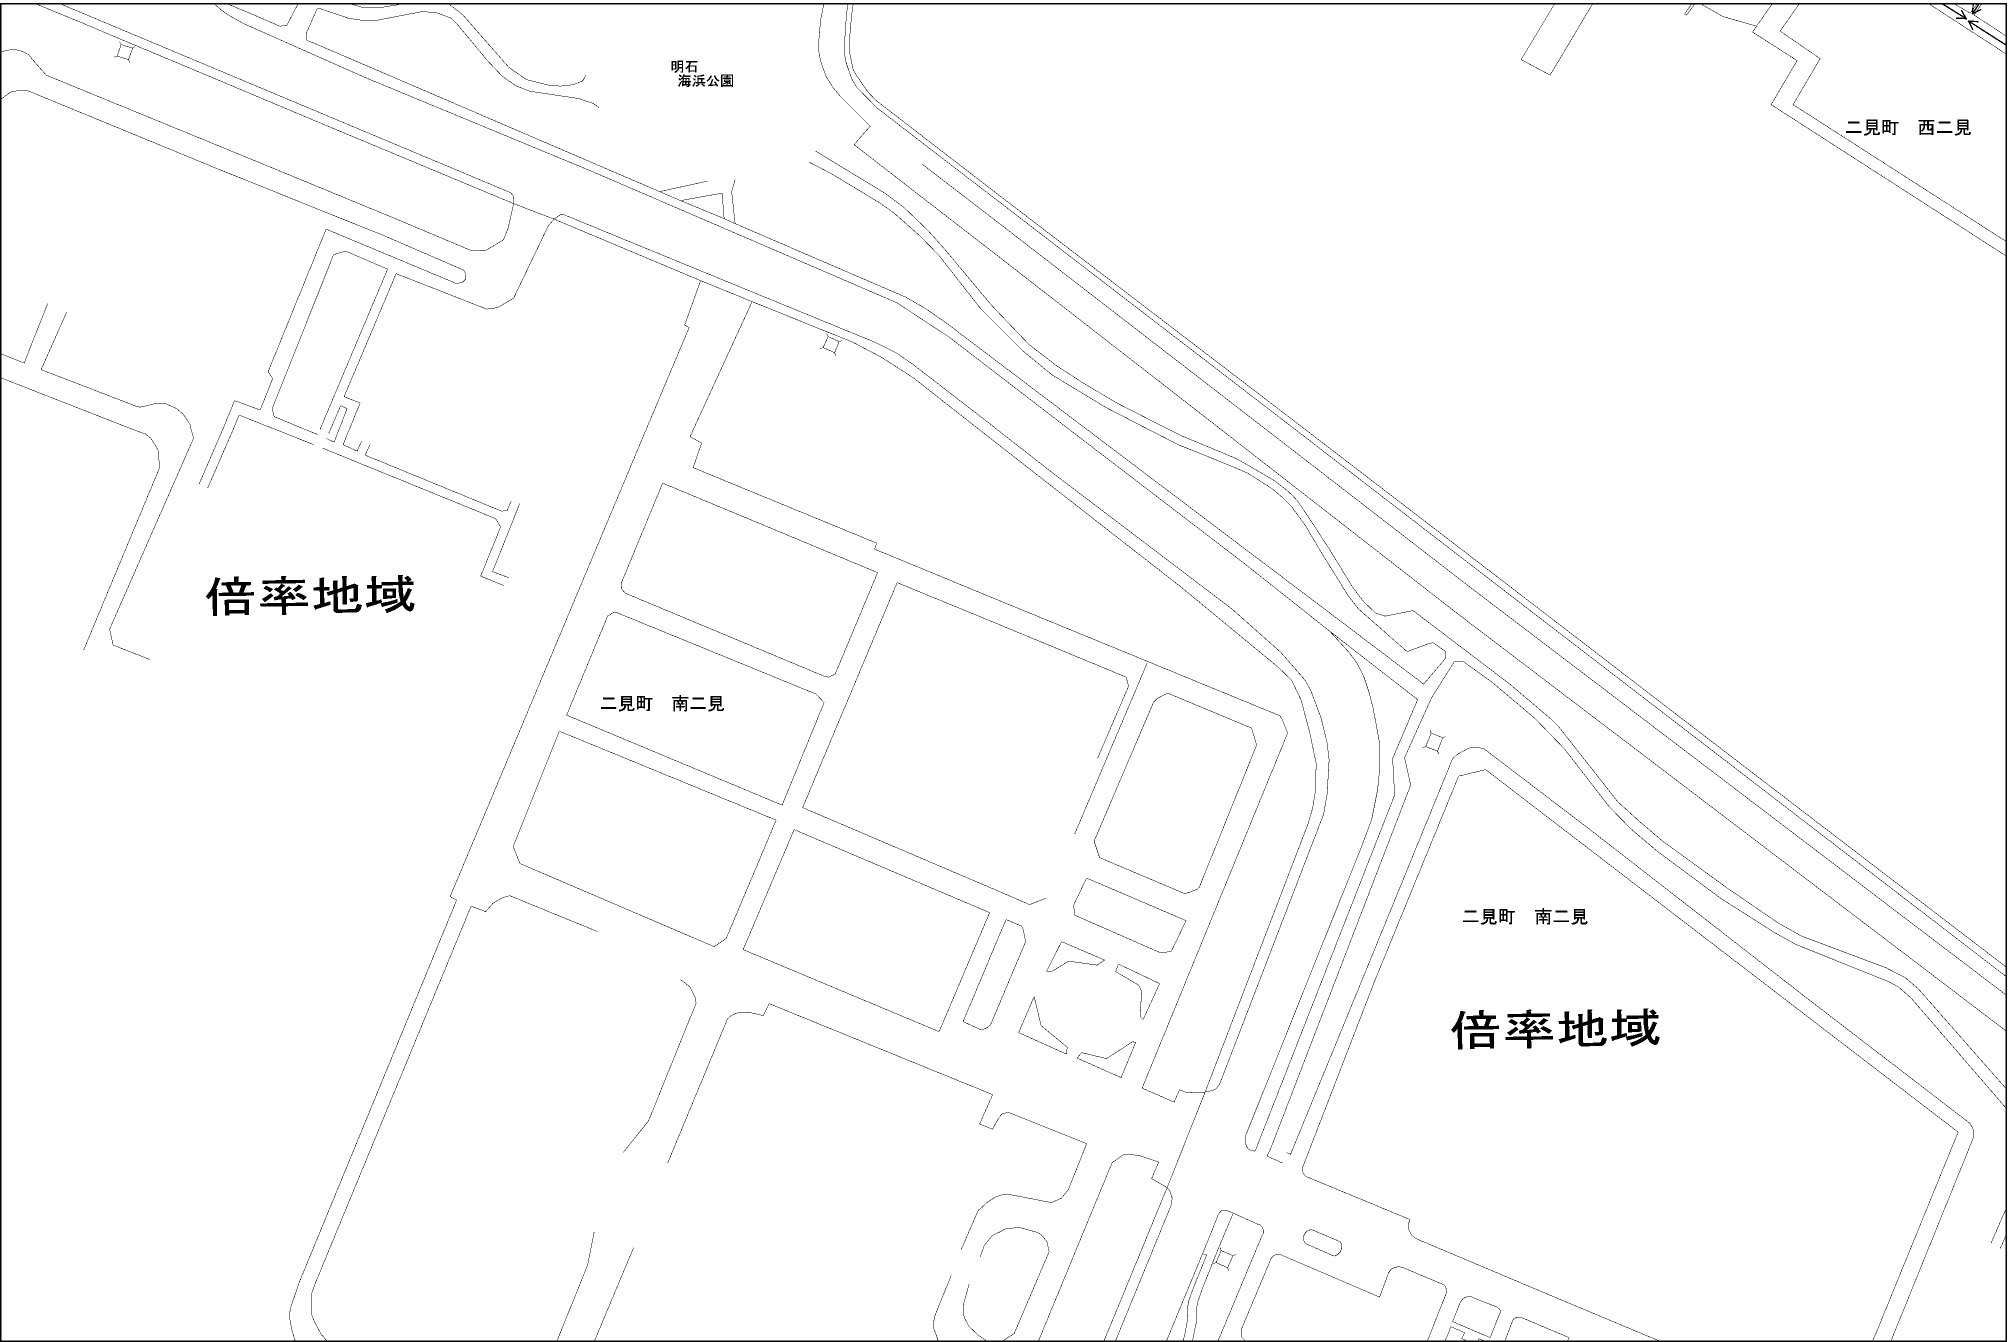 明石
海浜公園
二見町　西二見
倍率地域
二見町　南二見
二見町　南二見
倍率地域